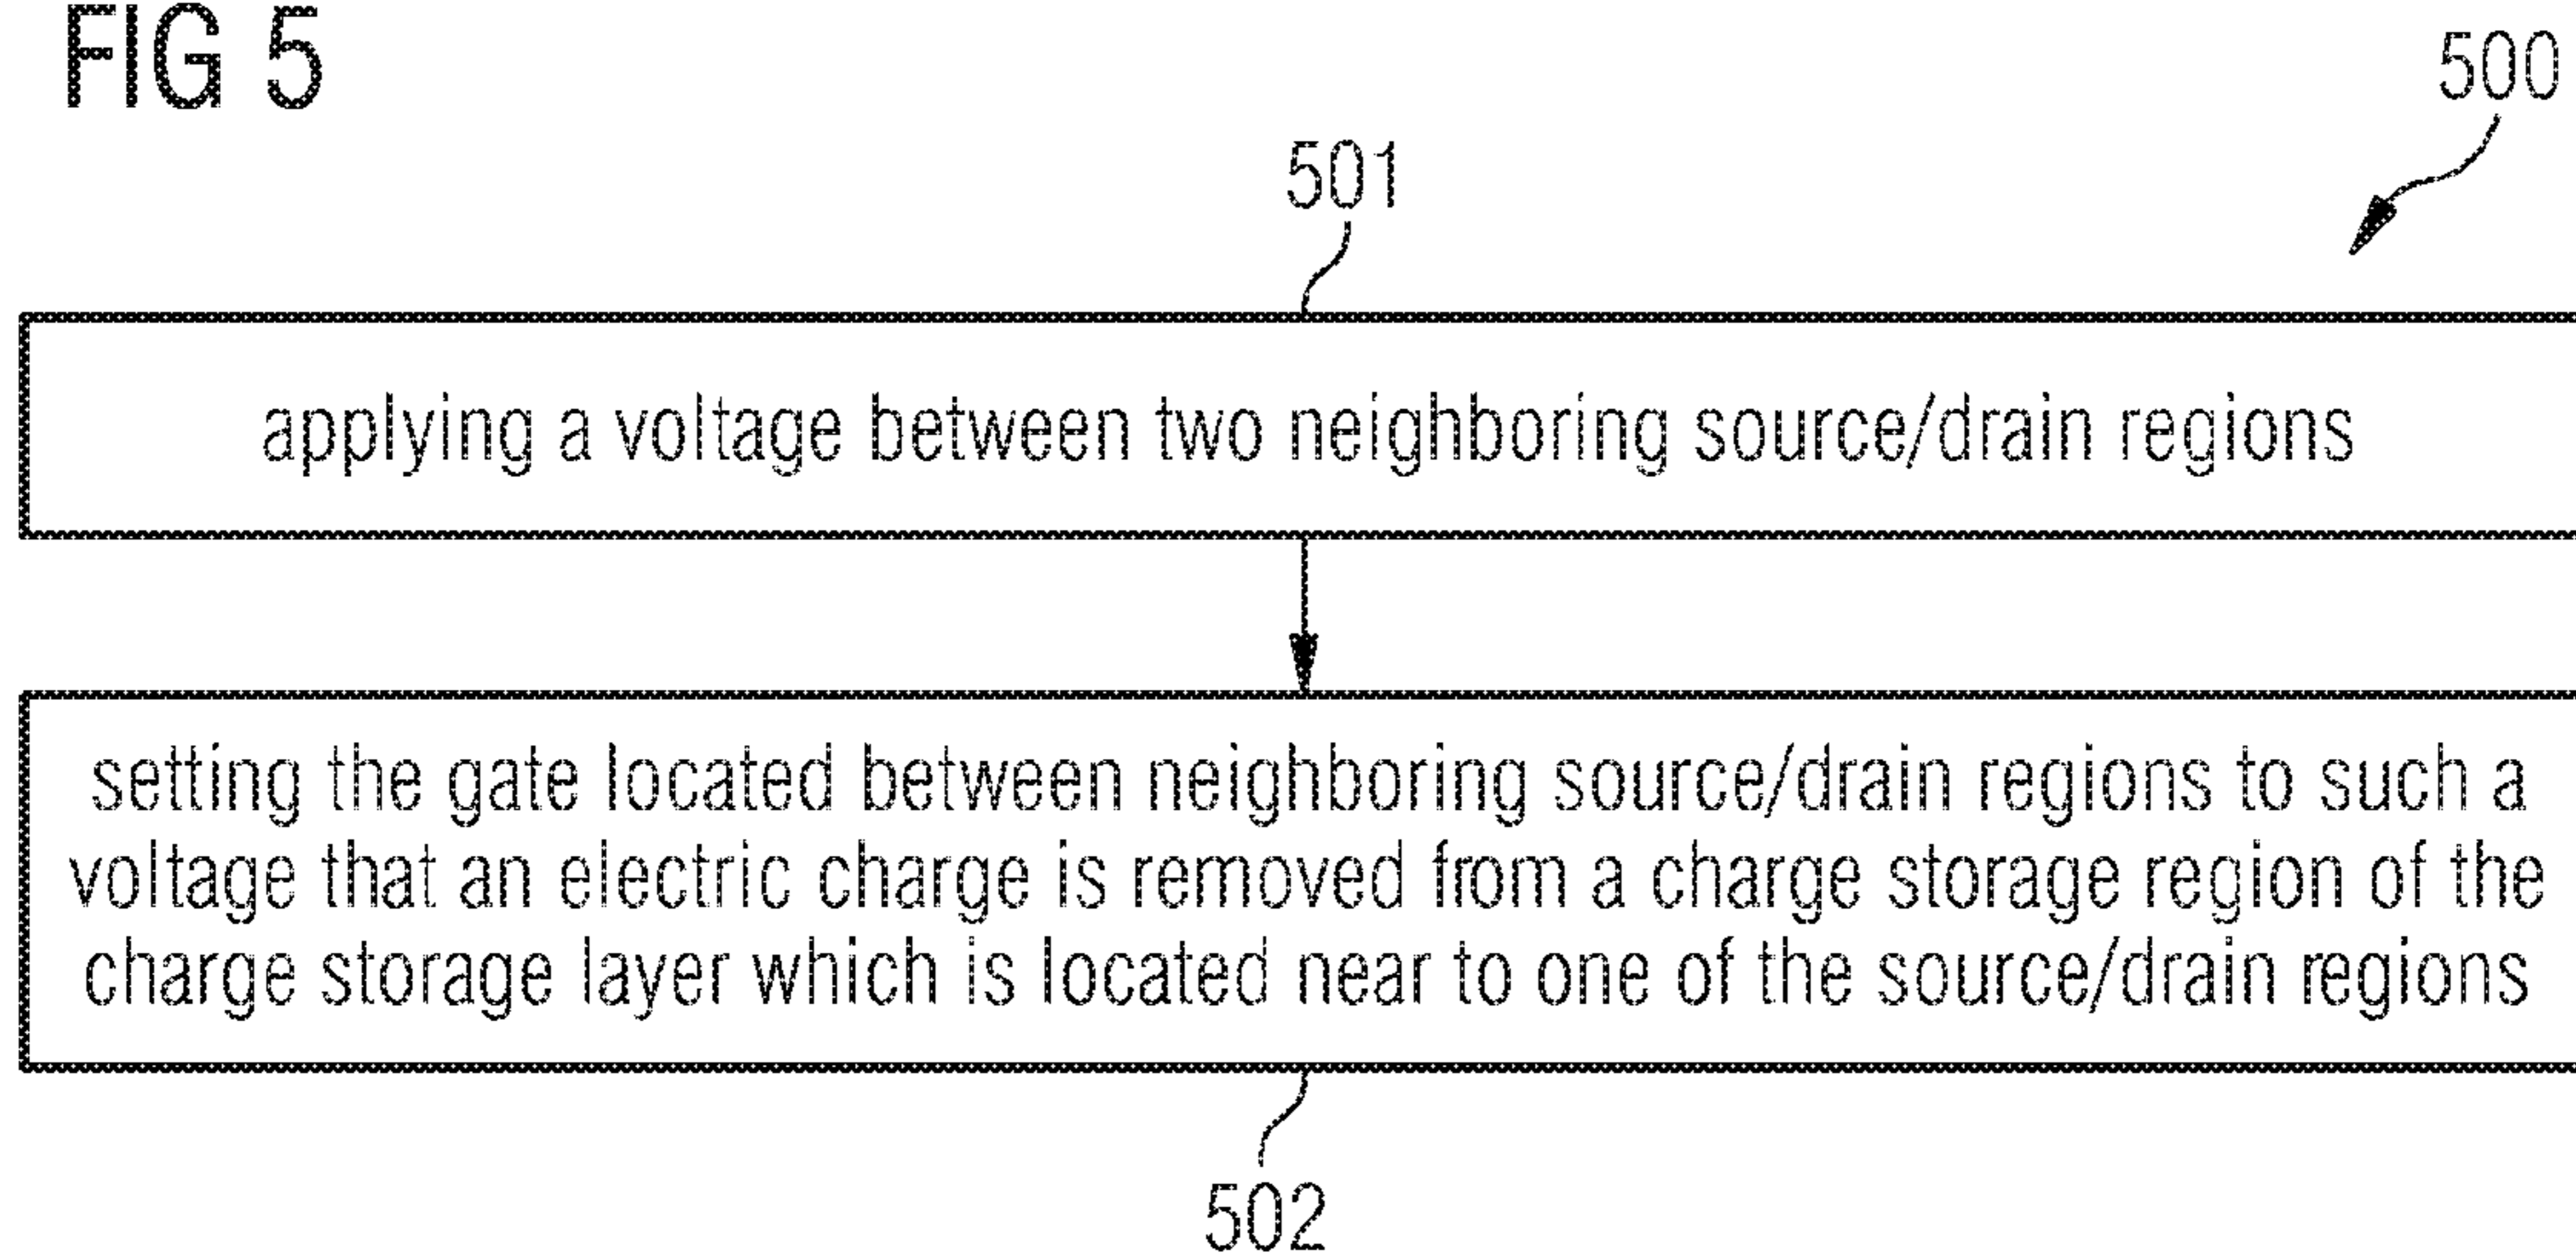 FIG 5
500
501
applying a voltage between two neighboring source/drain regions
setting the gate located between neighboring source/drain regions to such a
voltage that an electric charge is removed from a charge storage region of the
charge storage layer which is located near to one of the source/drain regions
502